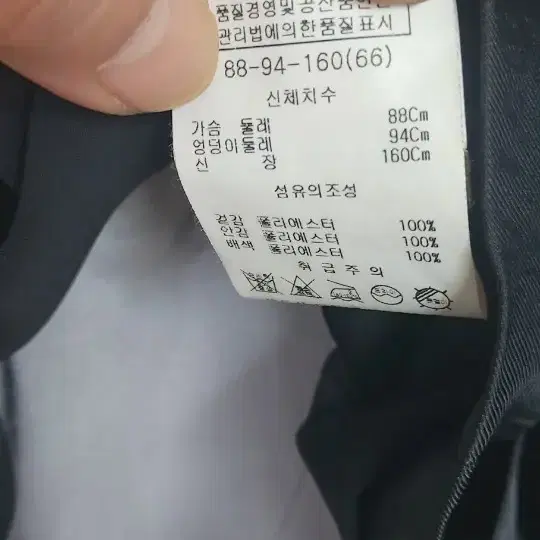 품질경영및 공산품안전
관리법에의한품질표시
88-94-160(66)
신체치수
가슴 둘레 88Cm
엉덩이둘레 94Cm
신 장 160Cm
섬유의조성
겉감 폴리에스터 100%
안감 폴리에스터 100%
배색 폴리에스터 100%
취급주의